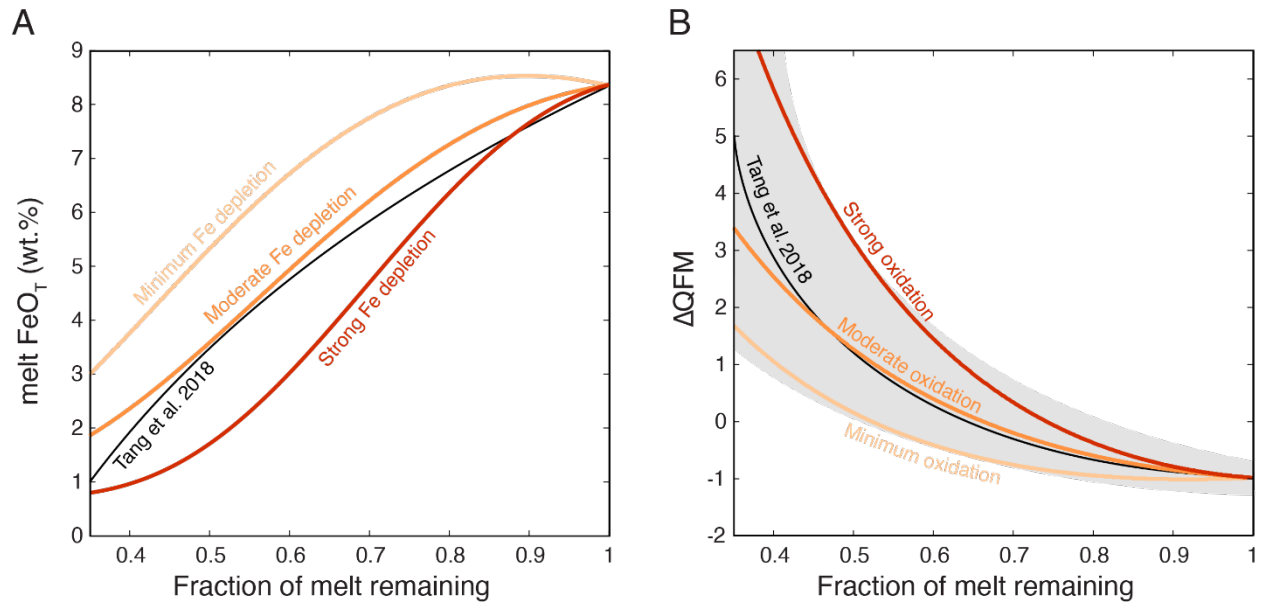 A
9
8
7
6
5
4
3
2
1
0
melt FeO_T (wt.%)
Minimum Fe depletion
Moderate Fe depletion
Tang et al. 2018
Strong Fe depletion
0.4 0.5 0.6 0.7 0.8 0.9 1
Fraction of melt remaining
B
6
5
4
3
2
1
0
-1
-2
ΔQFM
Tang et al. 2018
Strong oxidation
Moderate oxidation
Minimum oxidation
0.4 0.5 0.6 0.7 0.8 0.9 1
Fraction of melt remaining